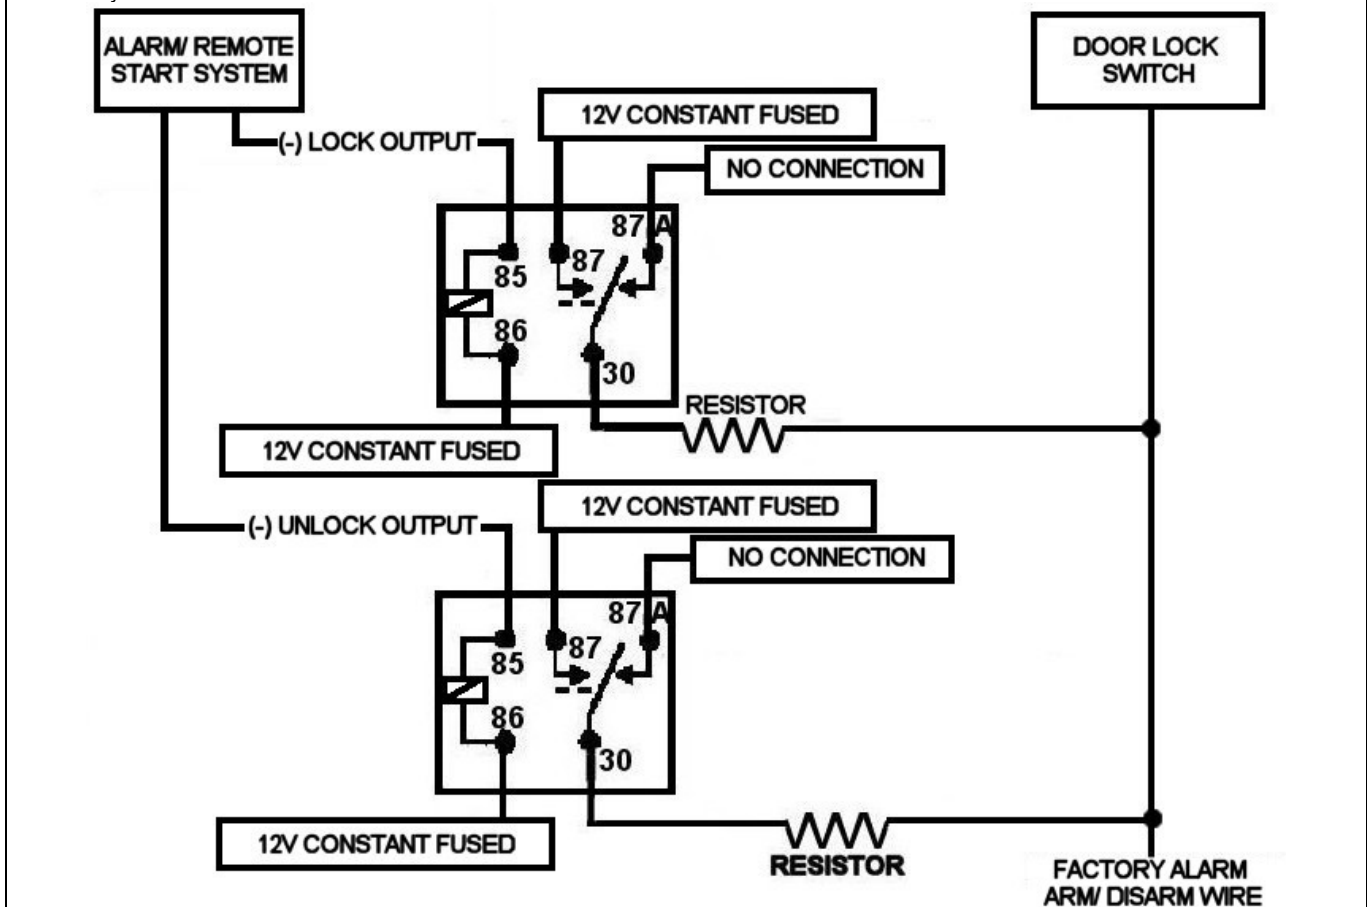 ALARM/ REMOTE
START SYSTEM
DOOR LOCK
SWITCH
12V CONSTANT FUSED
(-) LOCK OUTPUT
NO CONNECTION
87 A
85
87
86
30
RESISTOR
12V CONSTANT FUSED
12V CONSTANT FUSED
(-) UNLOCK OUTPUT
NO CONNECTION
87 A
85
87
86
30
12V CONSTANT FUSED
RESISTOR
FACTORY ALARM
ARM/ DISARM WIRE